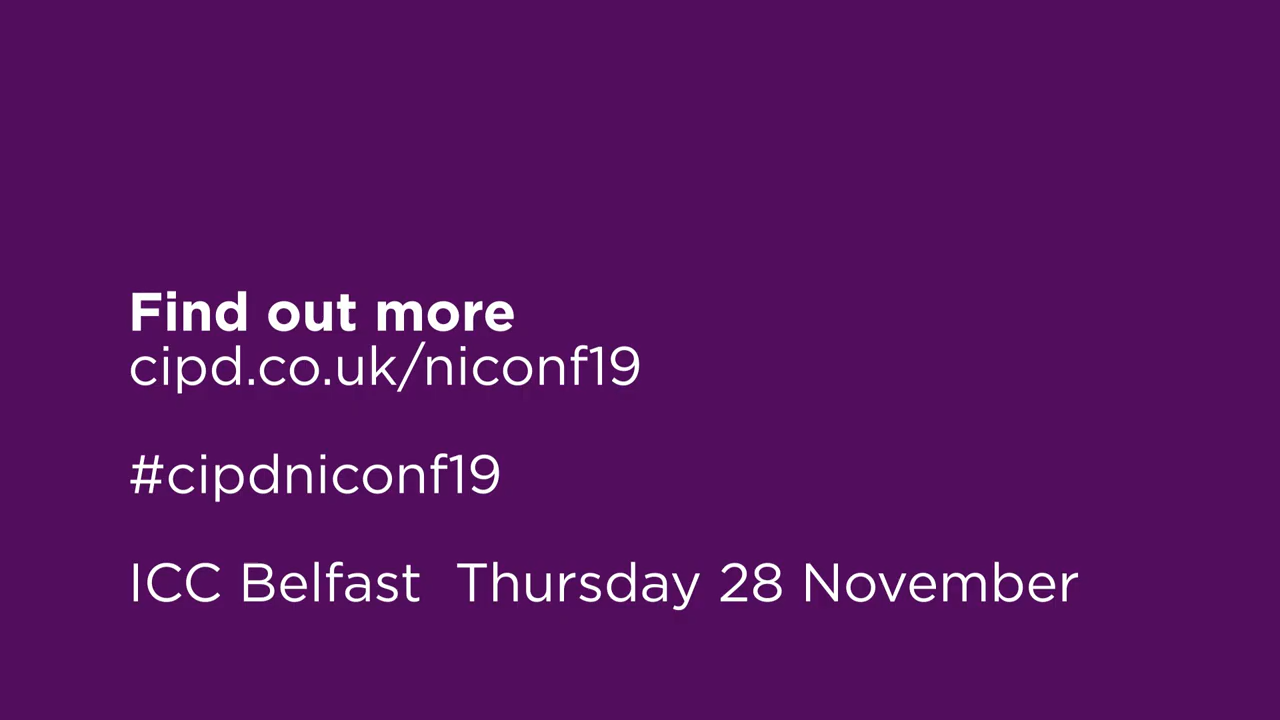 Find out more
cipd.co.uk/niconf19
#cipdniconf19
ICC Belfast  Thursday 28 November